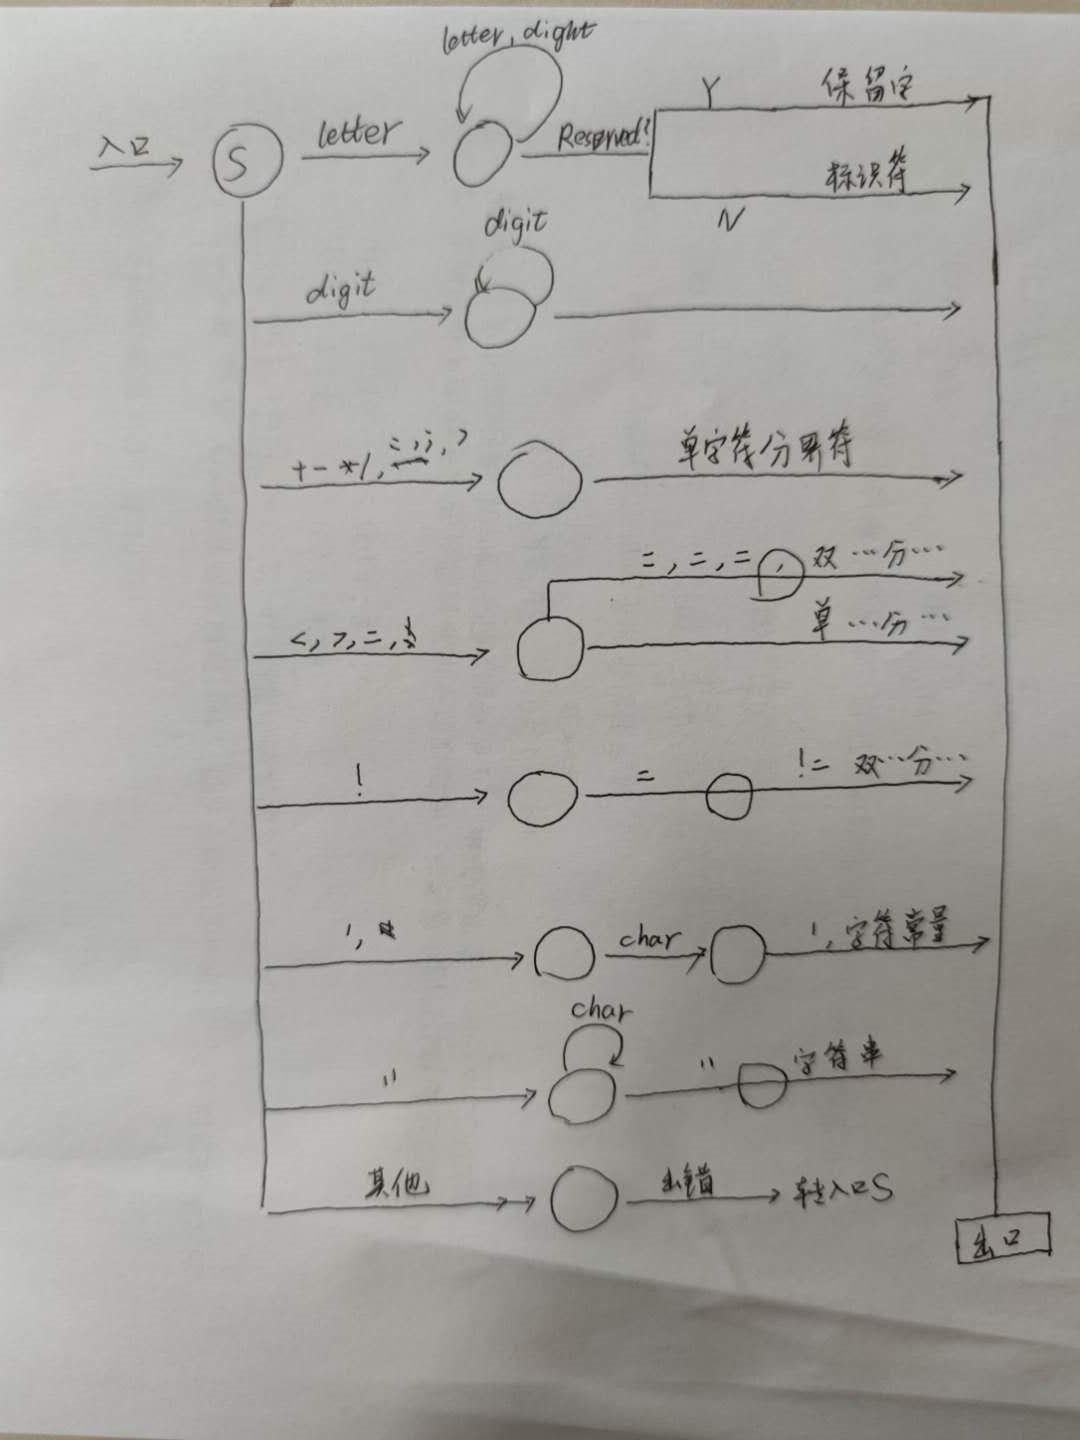 letter, dight
入口 S letter Reserved? Y 保留字
标识符
N
digit
digit
+ - * /, = , ; , >
单字符分界符
= , = , = , 双…分…
<, >, =,
单…分…
! = != 双…分…
', char ', 字符常量
char
" " 字符串
其他 出错 转入口S
出口